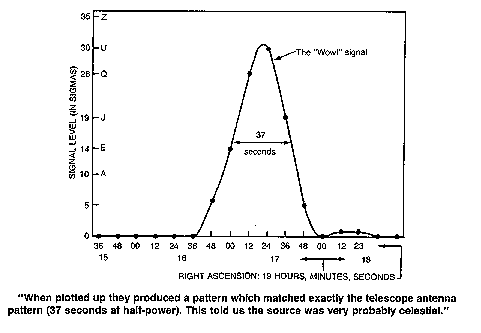 35 Z
30 U
26 Q
19 J
14 E
10 A
5
0
SIGNAL LEVEL (IN SIGMAS)
The "Wow!" signal
37
seconds
36 48 00 12 24 36 48 00 12 24 36 48 00 12 23
15 16 17 18
RIGHT ASCENSION: 19 HOURS, MINUTES, SECONDS
"When plotted up they produced a pattern which matched exactly the telescope antenna
pattern (37 seconds at half-power). This told us the source was very probably celestial."